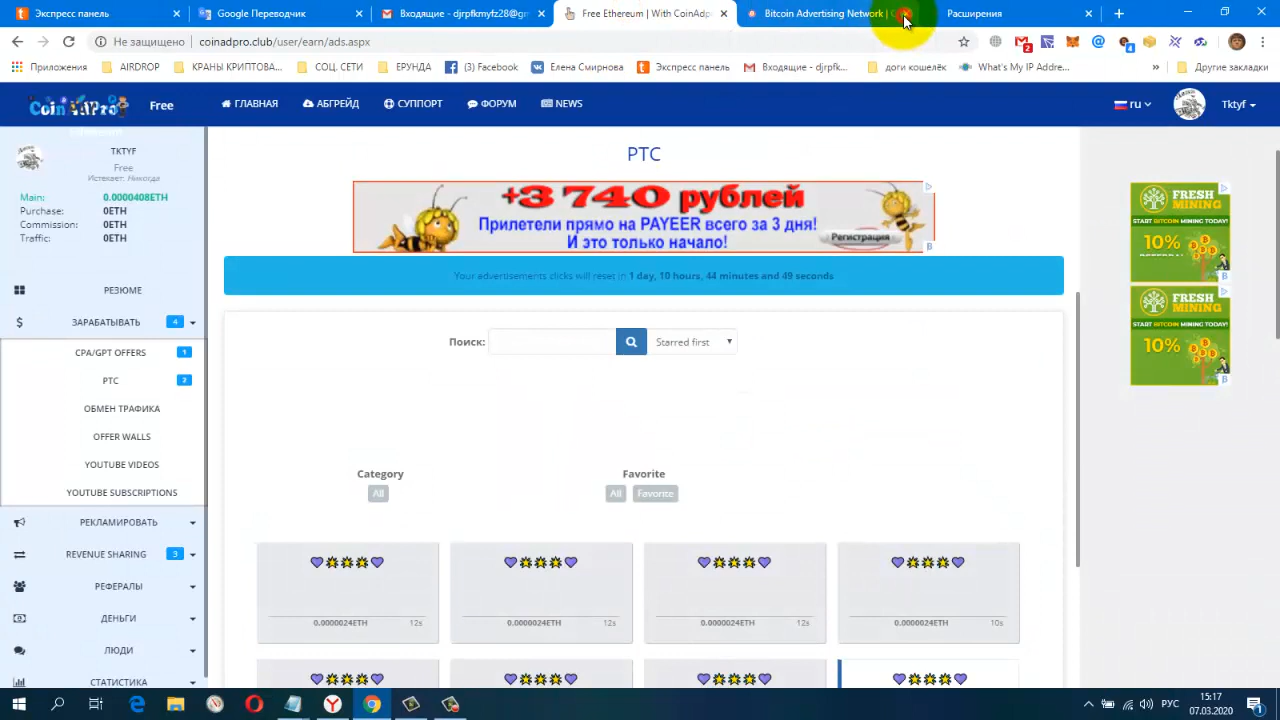 Экспресс панель
Google Переводчик
Входящие - djrpfkmyfz28@gm
Free Ethereum | With CoinAdp
Bitcoin Advertising Network |
Расширения
Не защищено | coinadpro.club/user/earn/ads.aspx
Приложения
AIRDROP
КРАНЫ КРИПТОВА...
СОЦ. СЕТИ
ЕРУНДА
(3) Facebook
Елена Смирнова
Экспресс панель
Входящие - djrpfk...
доги кошелёк
What's My IP Addre...
»
Другие закладки
CoinAdPro
Free
ГЛАВНАЯ
АБГРЕЙД
СУППОРТ
ФОРУМ
NEWS
ru
Tktyf
TKTYF
Free
Истекает: Никогда
Main: 0.0000408ETH
Purchase: 0ETH
Commission: 0ETH
Traffic: 0ETH
РЕЗЮМЕ
ЗАРАБАТЫВАТЬ 4
CPA/GPT OFFERS 1
PTC 2
ОБМЕН ТРАФИКА
OFFER WALLS
YOUTUBE VIDEOS
YOUTUBE SUBSCRIPTIONS
РЕКЛАМИРОВАТЬ
REVENUE SHARING 3
РЕФЕРАЛЫ
ДЕНЬГИ
ЛЮДИ
СТАТИСТИКА
PTC
+3 740 рублей
Прилетели прямо на PAYEER всего за 3 дня!
И это только начало!
Регистрация
Your advertisements clicks will reset in 1 day, 10 hours, 44 minutes and 49 seconds
Поиск:
Starred first
Category
All
Favorite
All Favorite
0.0000024ETH 12s
0.0000024ETH 12s
0.0000024ETH 12s
0.0000024ETH 10s
FRESH
MINING
START BITCOIN MINING TODAY!
10%
FRESH
MINING
START BITCOIN MINING TODAY!
10%
РУС
15:17
07.03.2020